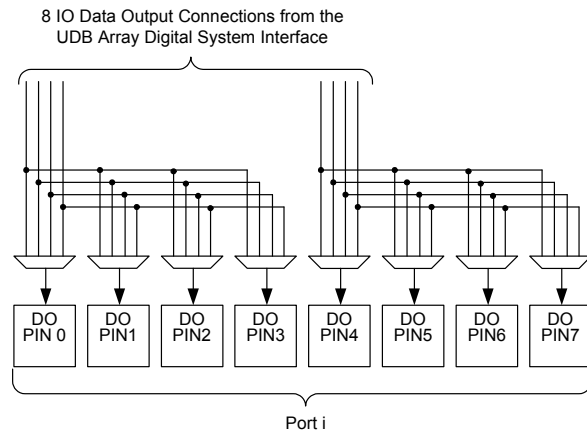 8 IO Data Output Connections from the
UDB Array Digital System Interface
DO DO DO DO DO DO DO DO
PIN 0 PIN1 PIN2 PIN3 PIN4 PIN5 PIN6 PIN7
Port i